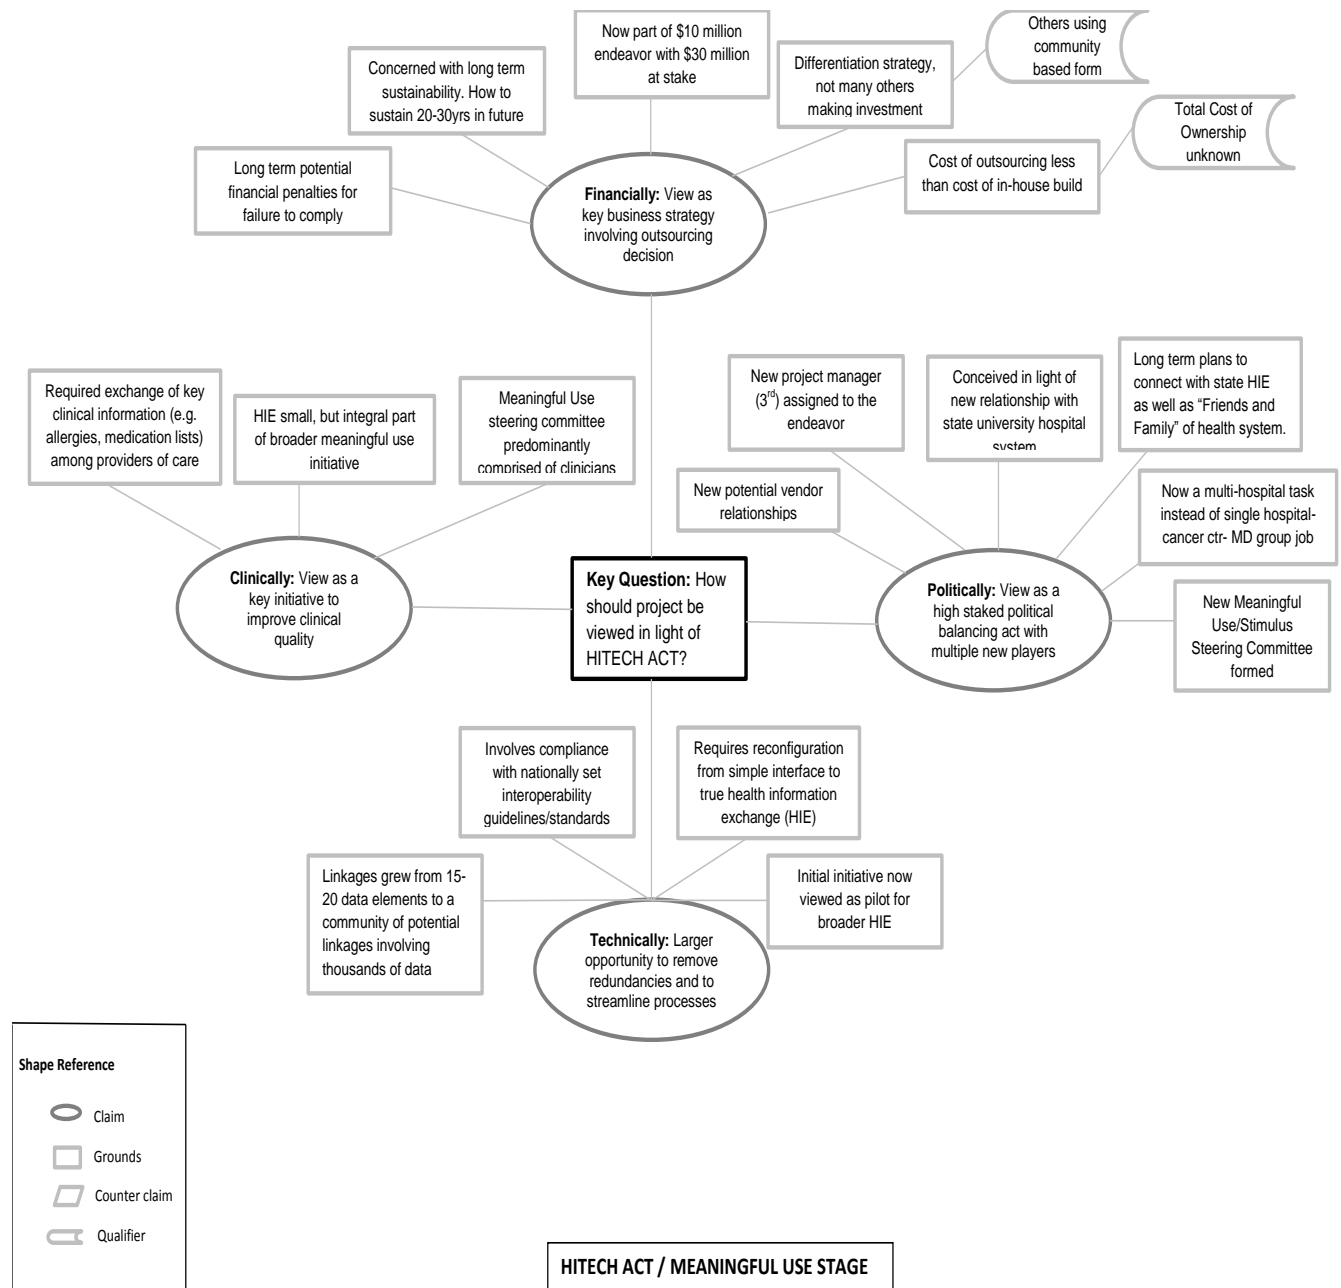 Now part of $10 million
endeavor with $30 million
at stake
Others using
community
based form
Concerned with long term
sustainability. How to
sustain 20-30yrs in future
Differentiation strategy,
not many others
making investment
Total Cost of
Ownership
unknown
Long term potential
financial penalties for
failure to comply
Cost of outsourcing less
than cost of in-house build
Financially: View as
key business strategy
involving outsourcing
decision
Required exchange of key
clinical information (e.g.
allergies, medication lists)
among providers of care
HIE small, but integral part
of broader meaningful use
initiative
Meaningful Use
steering committee
predominantly
comprised of clinicians
New project manager
(3rd) assigned to the
endeavor
Conceived in light of
new relationship with
state university hospital
system
Long term plans to
connect with state HIE
as well as “Friends and
Family” of health system.
New potential vendor
relationships
Now a multi-hospital task
instead of single hospital-
cancer ctr- MD group job
Clinically: View as a
key initiative to
improve clinical
quality
Key Question: How
should project be
viewed in light of
HITECH ACT?
Politically: View as a
high staked political
balancing act with
multiple new players
New Meaningful
Use/Stimulus
Steering Committee
formed
Involves compliance
with nationally set
interoperability
guidelines/standards
Requires reconfiguration
from simple interface to
true health information
exchange (HIE)
Linkages grew from 15-
20 data elements to a
community of potential
linkages involving
thousands of data
Initial initiative now
viewed as pilot for
broader HIE
Technically: Larger
opportunity to remove
redundancies and to
streamline processes
Shape Reference
Claim
Grounds
Counter claim
Qualifier
HITECH ACT / MEANINGFUL USE STAGE